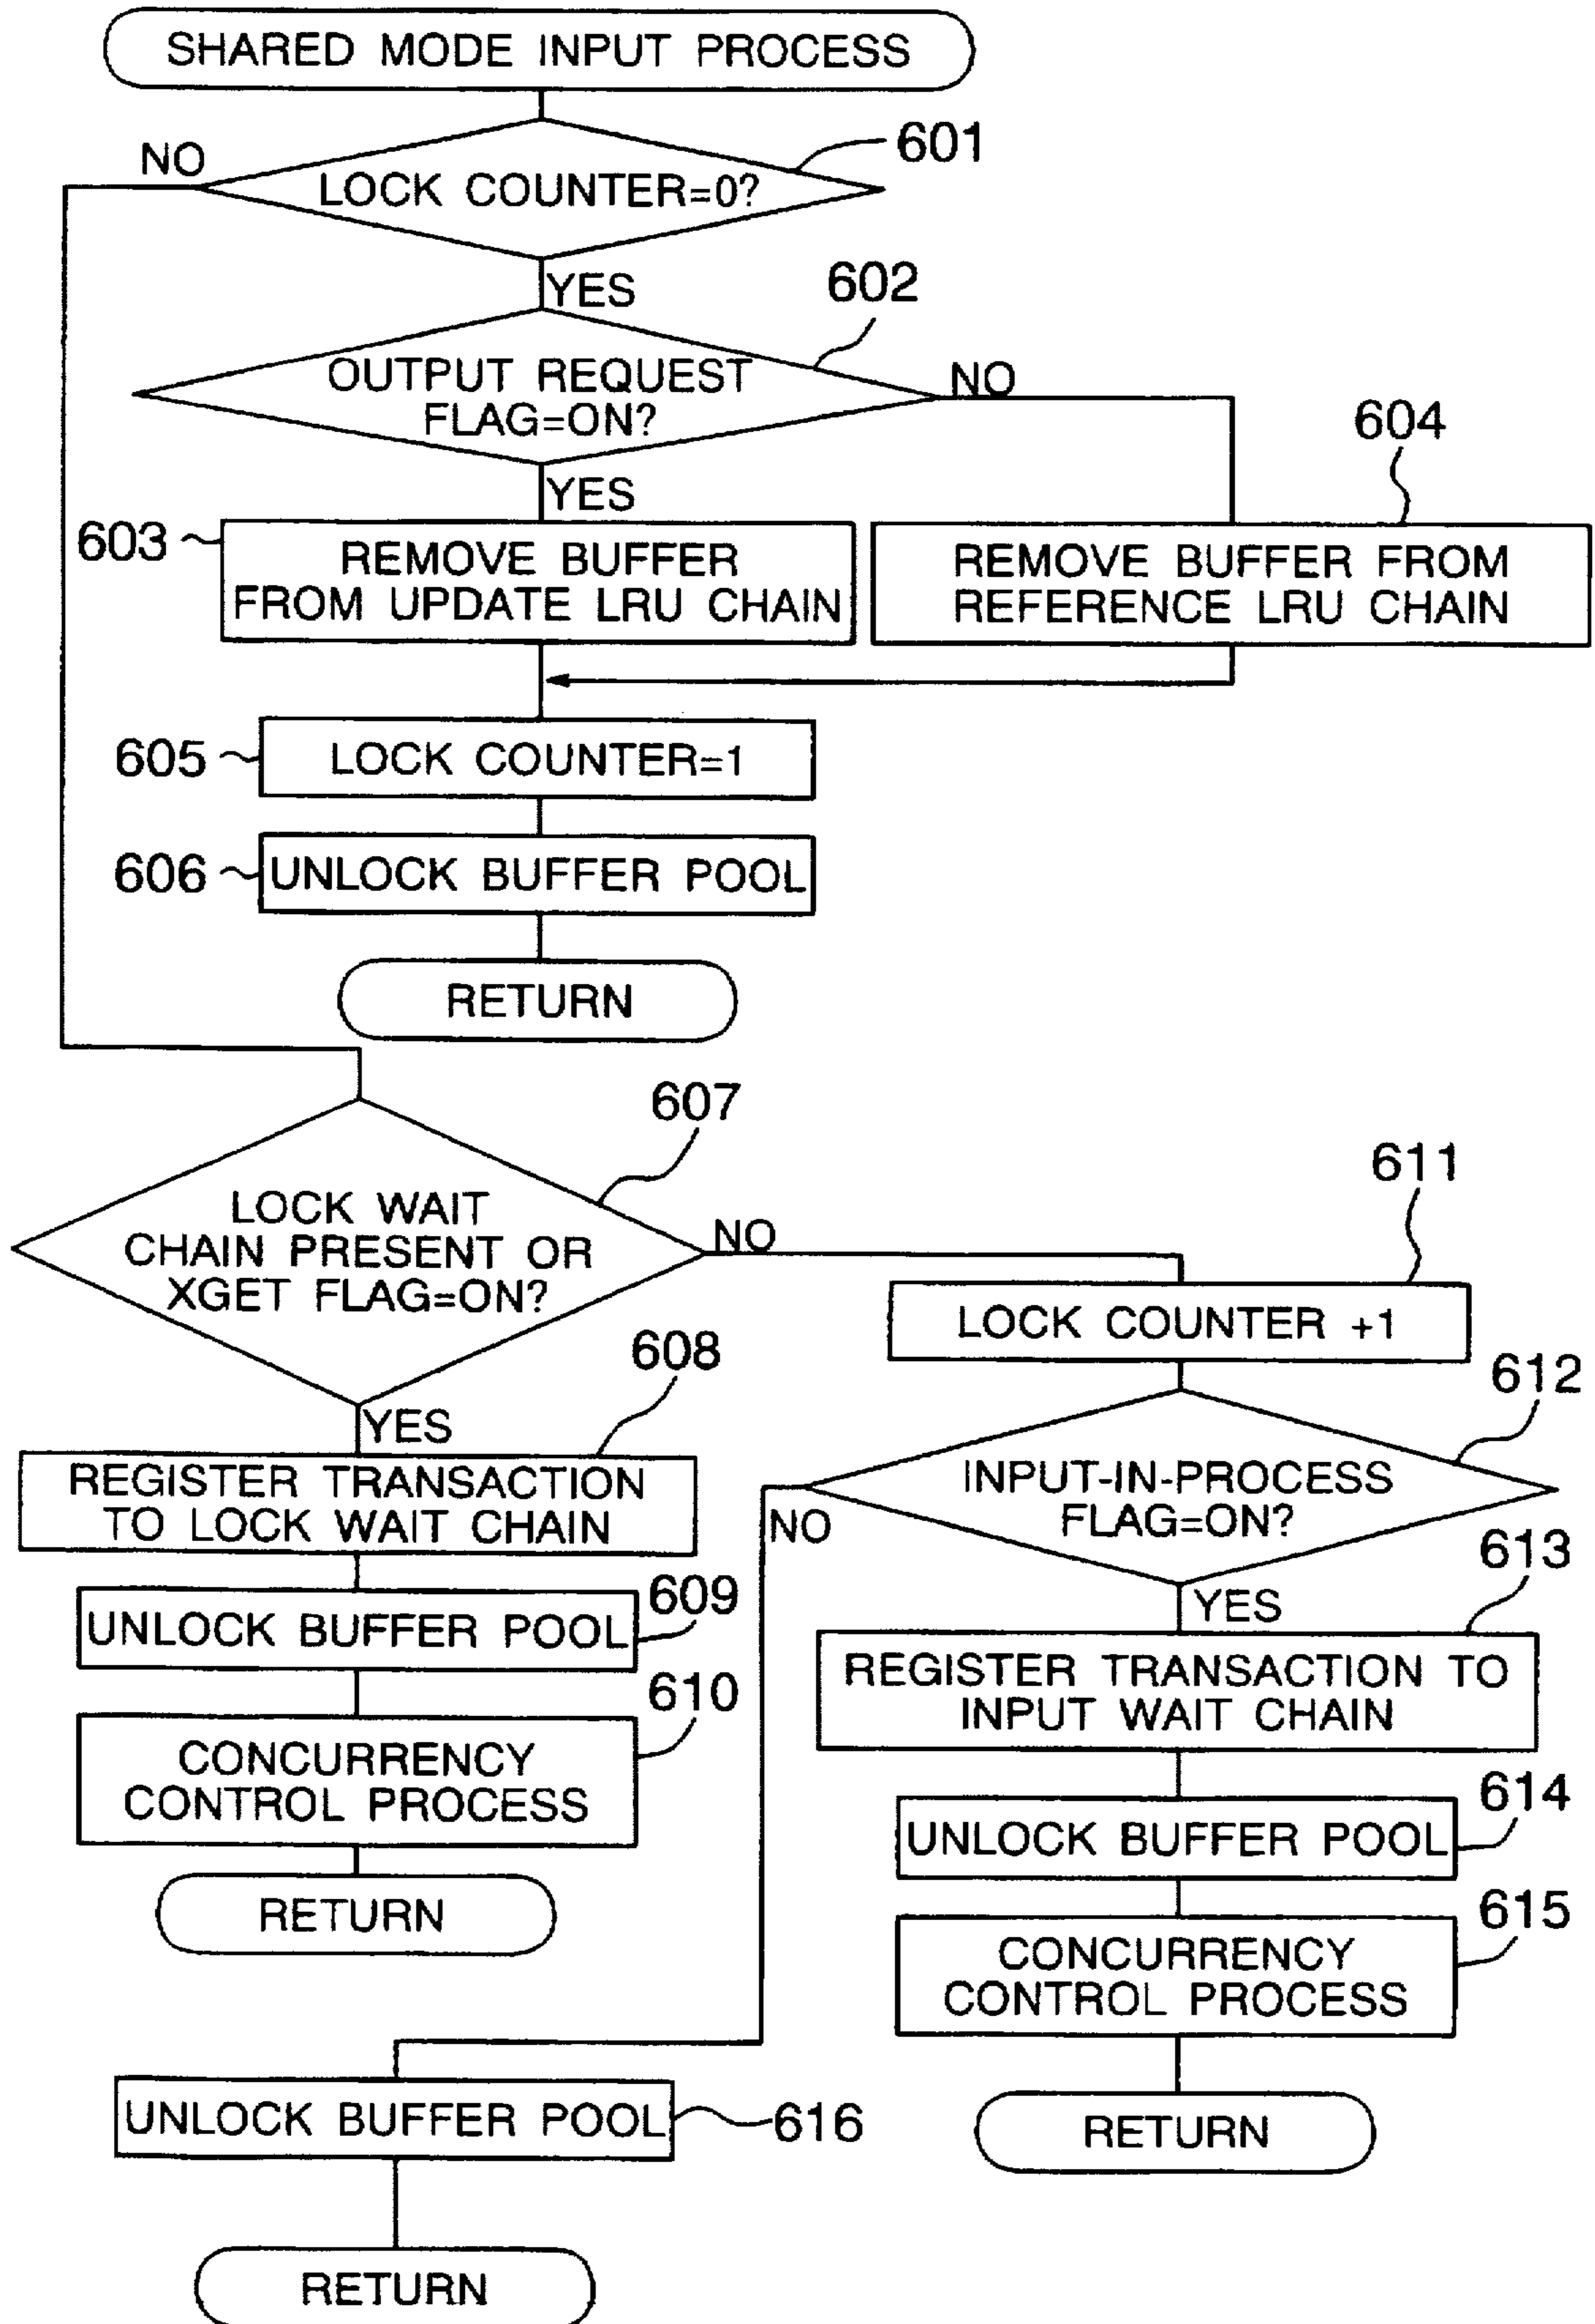 SHARED MODE INPUT PROCESS
601
NO
LOCK COUNTER=0?
YES
602
OUTPUT REQUEST
FLAG=ON?
NO
604
YES
603
REMOVE BUFFER
FROM UPDATE LRU CHAIN
REMOVE BUFFER FROM
REFERENCE LRU CHAIN
605
LOCK COUNTER=1
606
UNLOCK BUFFER POOL
RETURN
607
LOCK WAIT
CHAIN PRESENT OR
XGET FLAG=ON?
NO
611
LOCK COUNTER +1
608
YES
REGISTER TRANSACTION
TO LOCK WAIT CHAIN
612
INPUT-IN-PROCESS
FLAG=ON?
NO
613
YES
609
UNLOCK BUFFER POOL
REGISTER TRANSACTION TO
INPUT WAIT CHAIN
610
CONCURRENCY
CONTROL PROCESS
614
UNLOCK BUFFER POOL
RETURN
615
CONCURRENCY
CONTROL PROCESS
UNLOCK BUFFER POOL
616
RETURN
RETURN